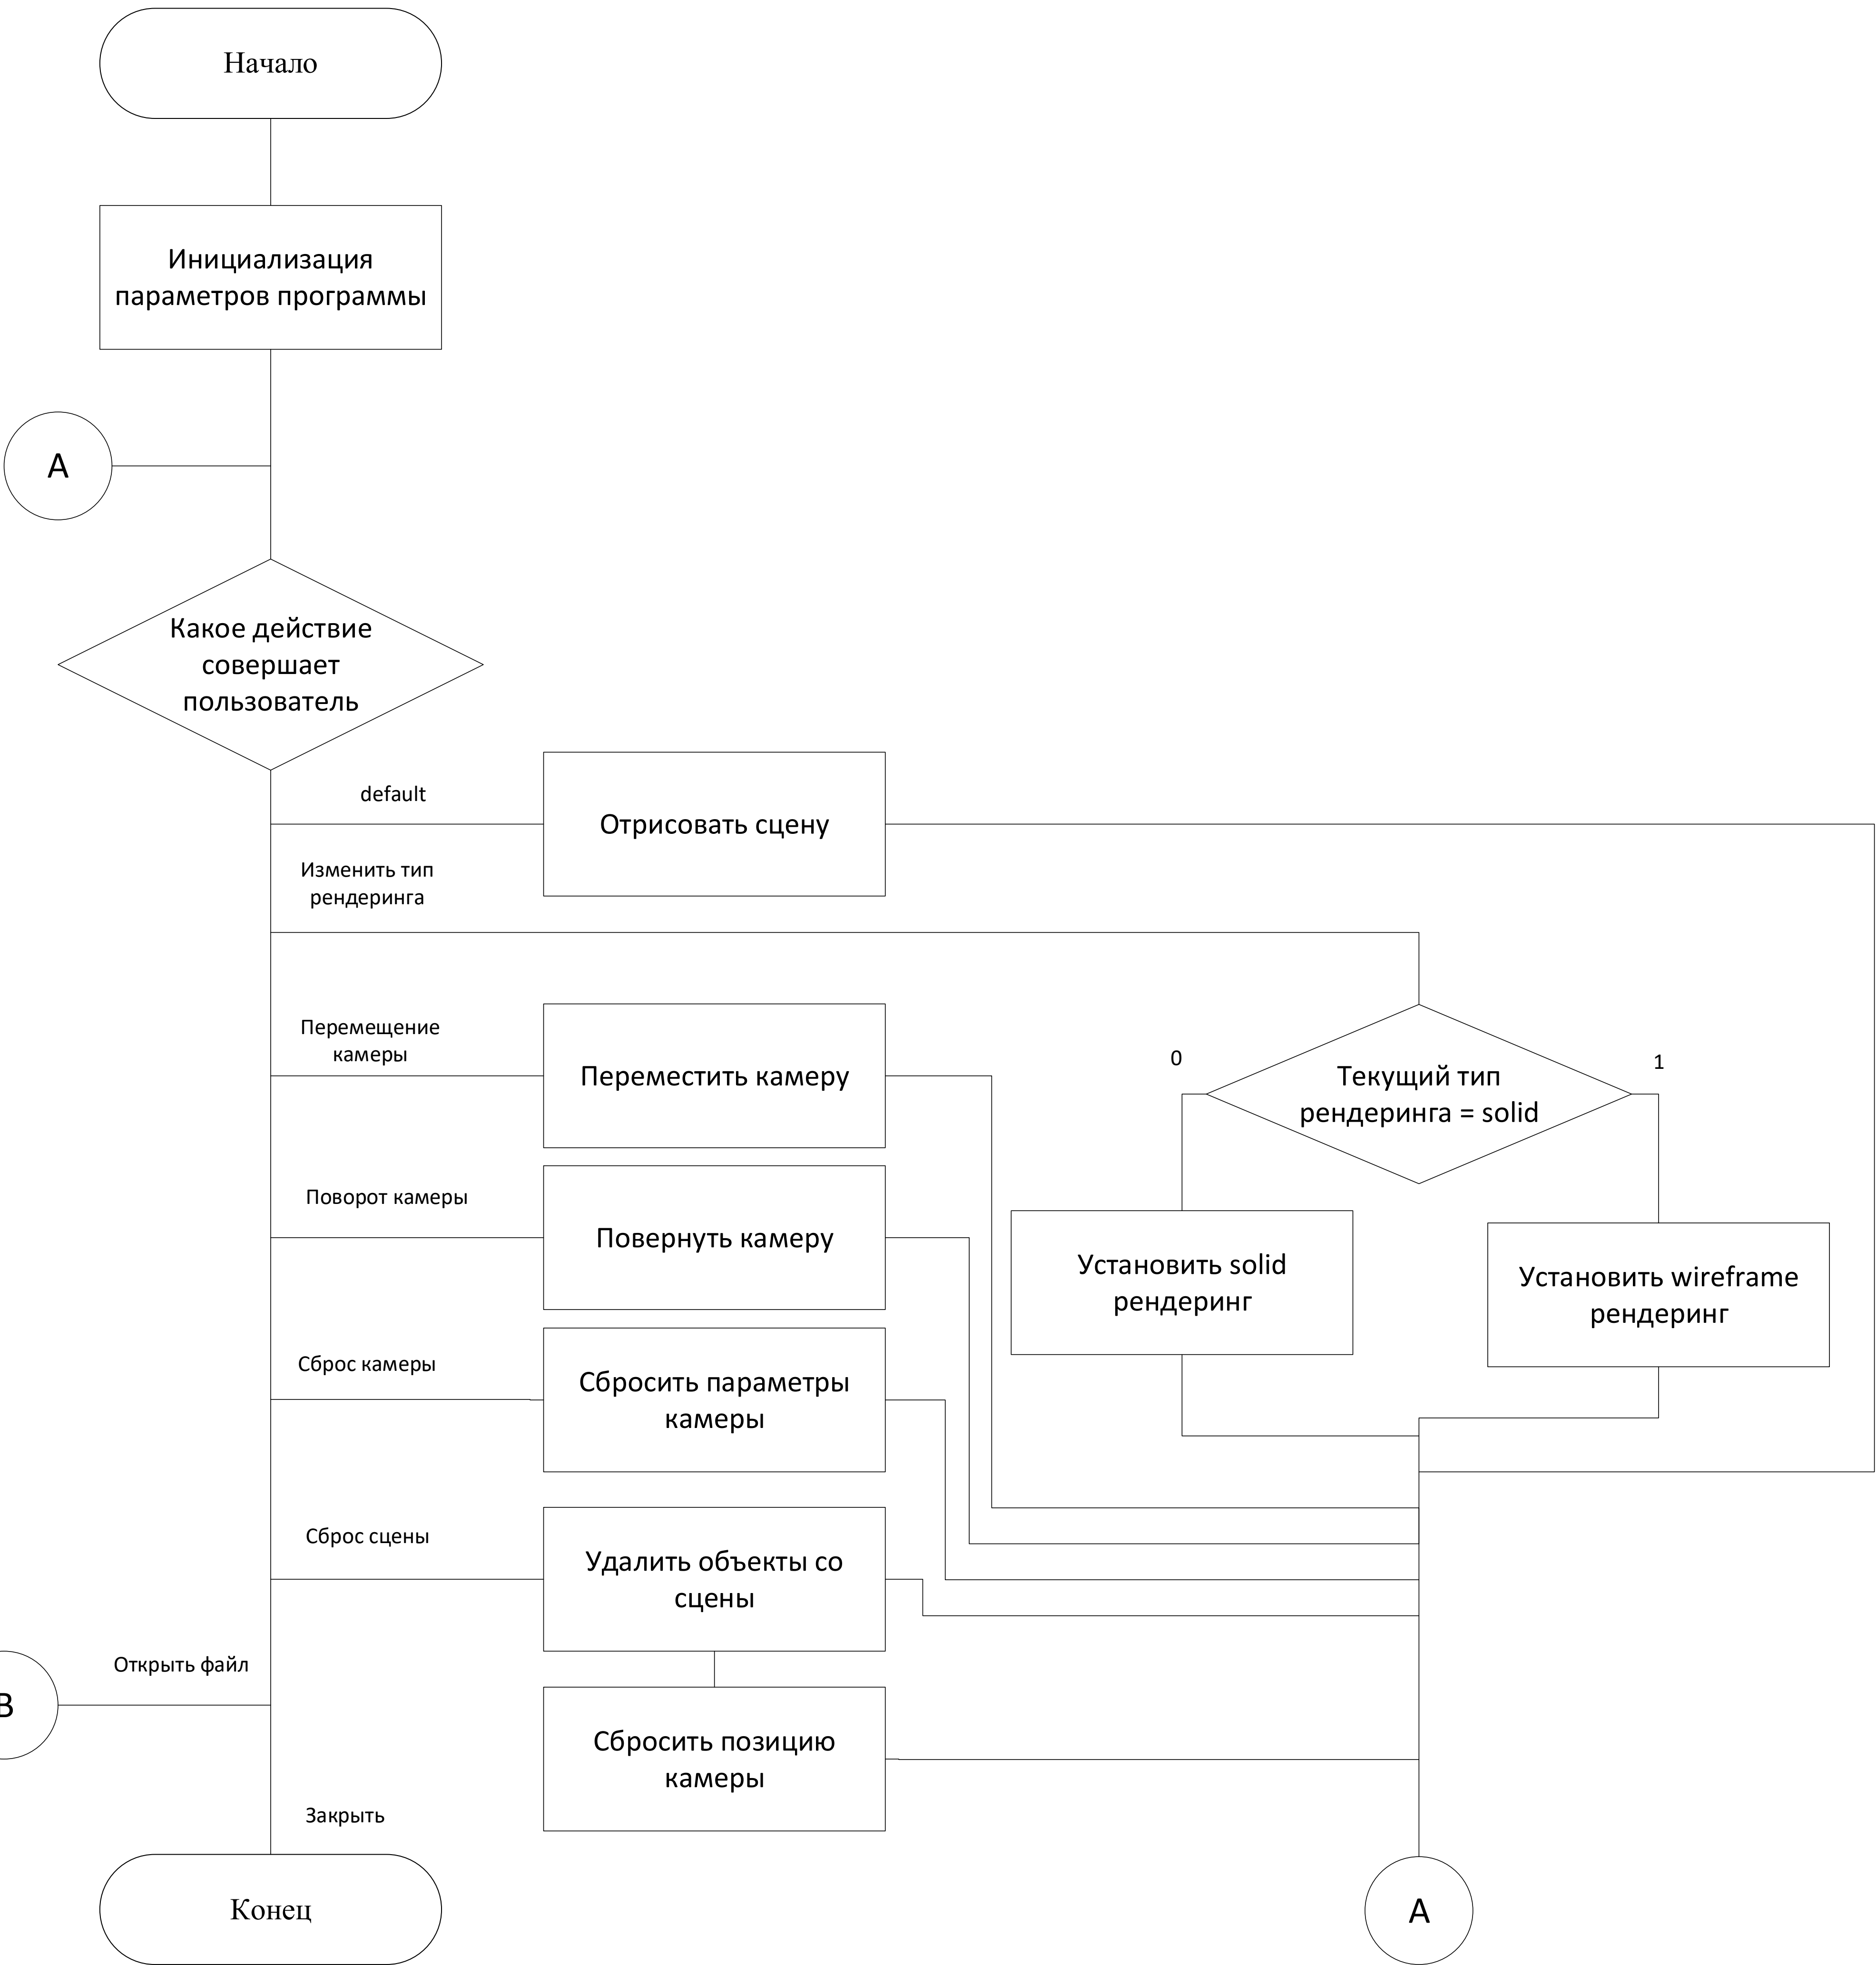 Начало
Инициализация
параметров программы
А
Какое действие
совершает
пользователь
default
Отрисовать сцену
Изменить тип
рендеринга
Перемещение
камеры
Переместить камеру
0
Текущий тип
рендеринга = solid
1
Поворот камеры
Повернуть камеру
Установить solid
рендеринг
Установить wireframe
рендеринг
Сброс камеры
Сбросить параметры
камеры
Сброс сцены
Удалить объекты со
сцены
Открыть файл
В
Сбросить позицию
камеры
Закрыть
Конец
А